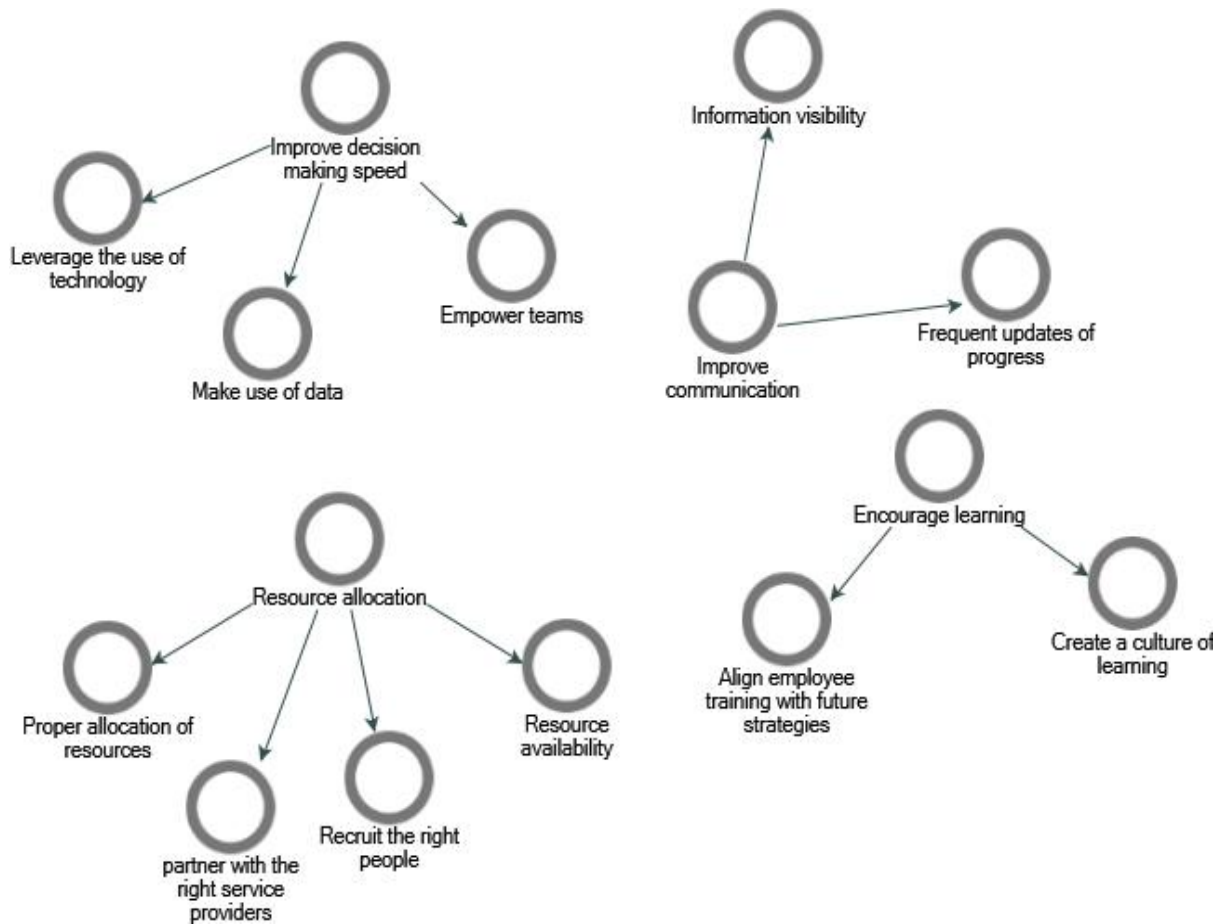 Improve decision
making speed
Leverage the use of
technology
Empower teams
Make use of data
Information visibility
Frequent updates of
progress
Improve
communication
Resource allocation
Proper allocation of
resources
Resource
availability
Recruit the right
people
partner with the
right service
providers
Encourage learning
Create a culture of
learning
Align employee
training with future
strategies